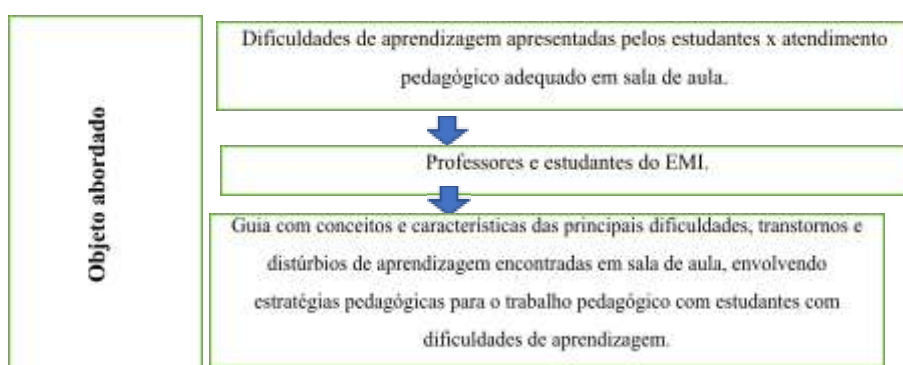 Objeto abordado
Dificuldades de aprendizagem apresentadas pelos estudantes x atendimento
pedagógico adequado em sala de aula.
Professores e estudantes do EMI.
Guia com conceitos e características das principais dificuldades, transtornos e
distúrbios de aprendizagem encontradas em sala de aula, envolvendo
estratégias pedagógicas para o trabalho pedagógico com estudantes com
dificuldades de aprendizagem.